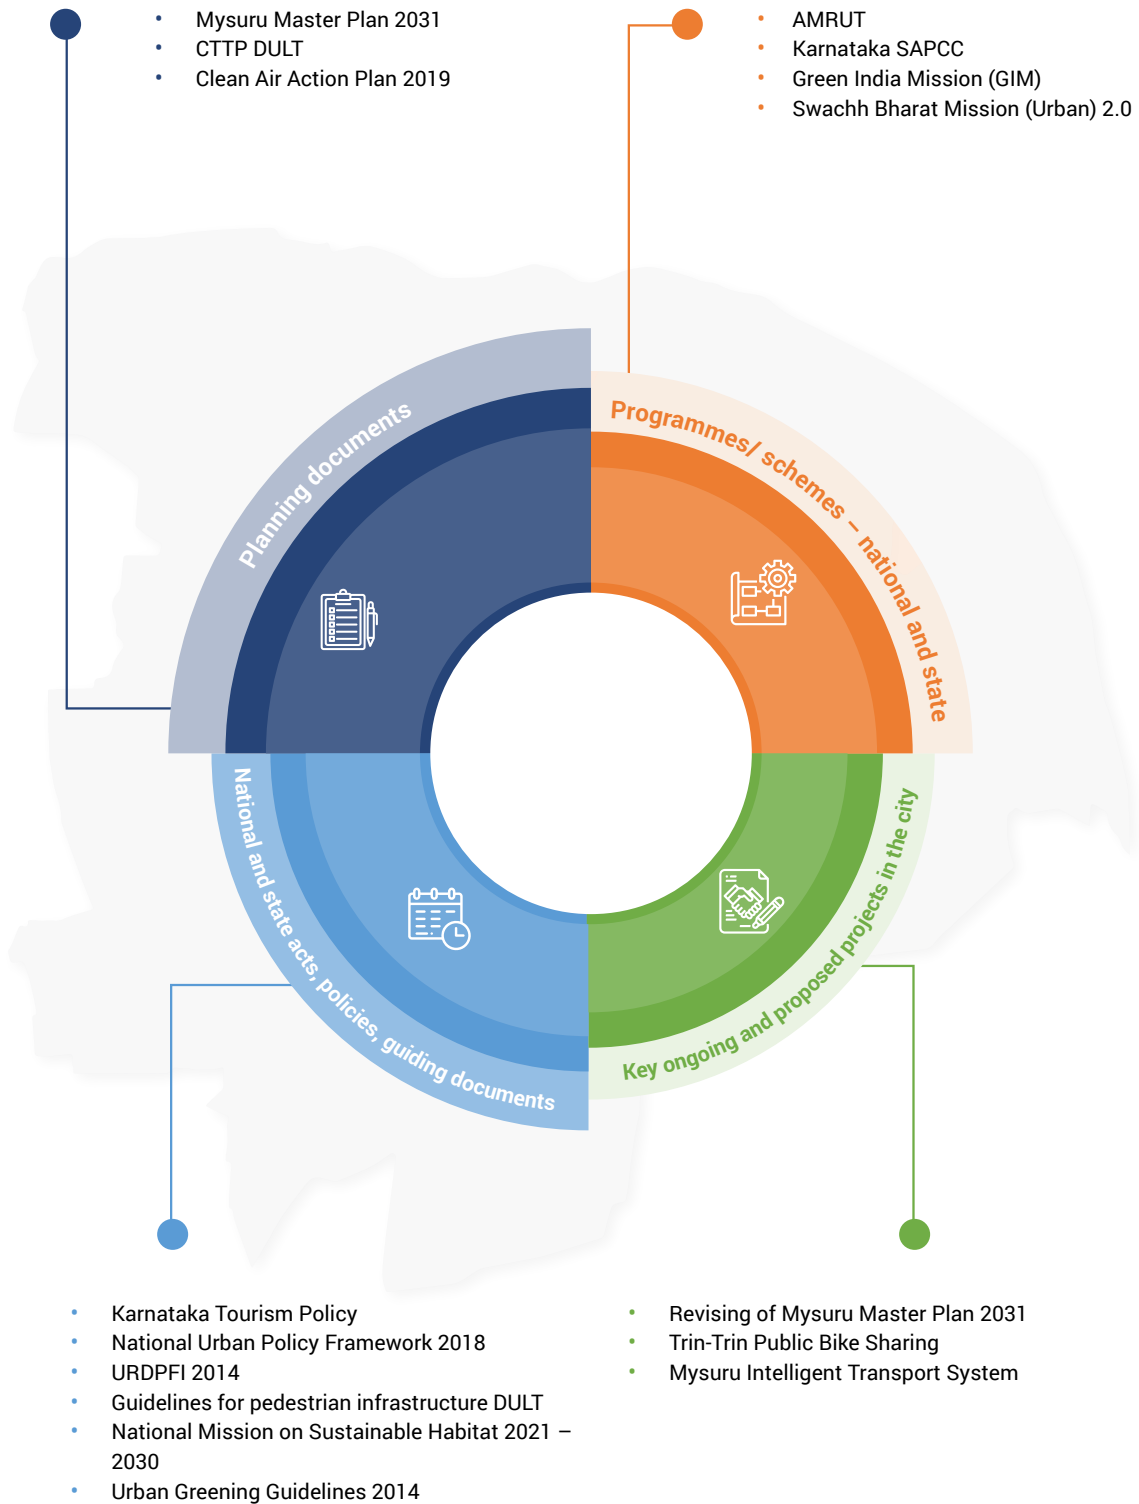 • Mysuru Master Plan 2031
• CTTP DULT
• Clean Air Action Plan 2019
• AMRUT
• Karnataka SAPCC
• Green India Mission (GIM)
• Swachh Bharat Mission (Urban) 2.0
Planning documents
Programmes/ schemes – national and state
National and state acts, policies, guiding documents
Key ongoing and proposed projects in the city
• Karnataka Tourism Policy
• National Urban Policy Framework 2018
• URDPFI 2014
• Guidelines for pedestrian infrastructure DULT
• National Mission on Sustainable Habitat 2021 –
2030
• Urban Greening Guidelines 2014
• Revising of Mysuru Master Plan 2031
• Trin-Trin Public Bike Sharing
• Mysuru Intelligent Transport System